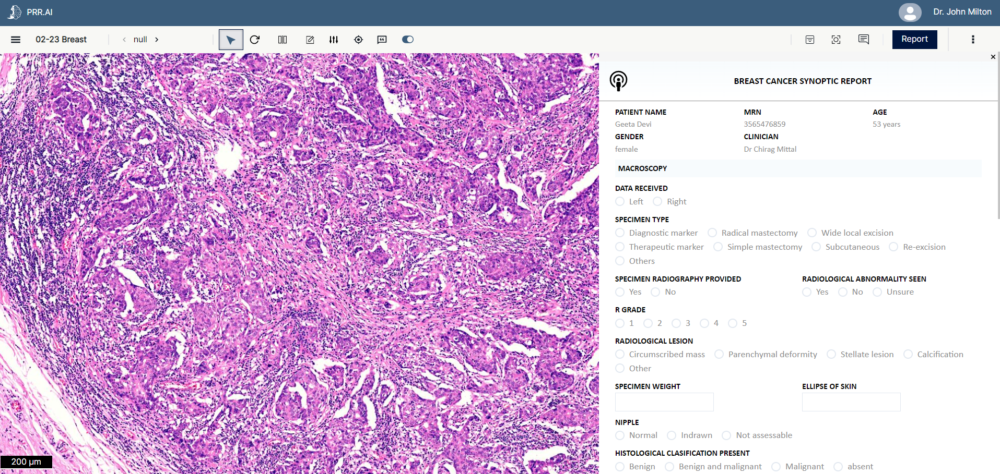 PRR.AI
Dr. John Milton
02-23 Breast
null
Report
BREAST CANCER SYNOPTIC REPORT
PATIENT NAME MRN AGE
Geeta Devi 3565476859 53 years
GENDER CLINICIAN
female Dr Chirag Mittal
MACROSCOPY
DATA RECEIVED
Left Right
SPECIMEN TYPE
Diagnostic marker Radical mastectomy Wide local excision
Therapeutic marker Simple mastectomy Subcutaneous Re-excision
Others
SPECIMEN RADIOGRAPHY PROVIDED RADIOLOGICAL ABNORMALITY SEEN
Yes No Yes No Unsure
R GRADE
1 2 3 4 5
RADIOLOGICAL LESION
Circumscribed mass Parenchymal deformity Stellate lesion Calcification
Other
SPECIMEN WEIGHT ELLIPSE OF SKIN
NIPPLE
Normal Indrawn Not assessable
HISTOLOGICAL CLASIFICATION PRESENT
Benign Benign and malignant Malignant absent
200 µm